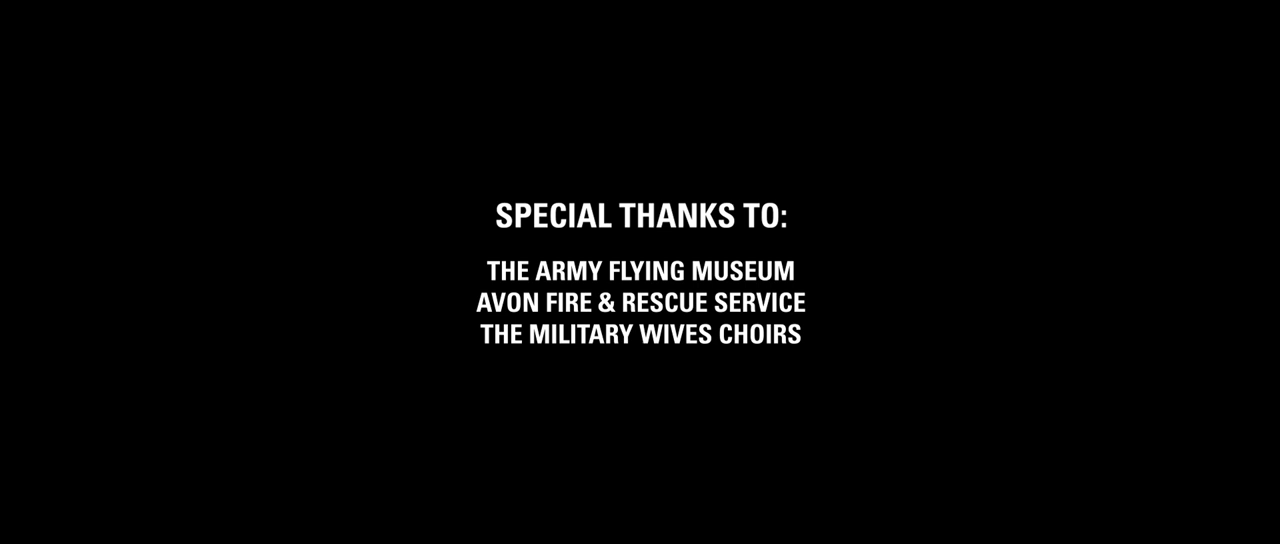 SPECIAL THANKS TO:
THE ARMY FLYING MUSEUM
AVON FIRE & RESCUE SERVICE
THE MILITARY WIVES CHOIRS